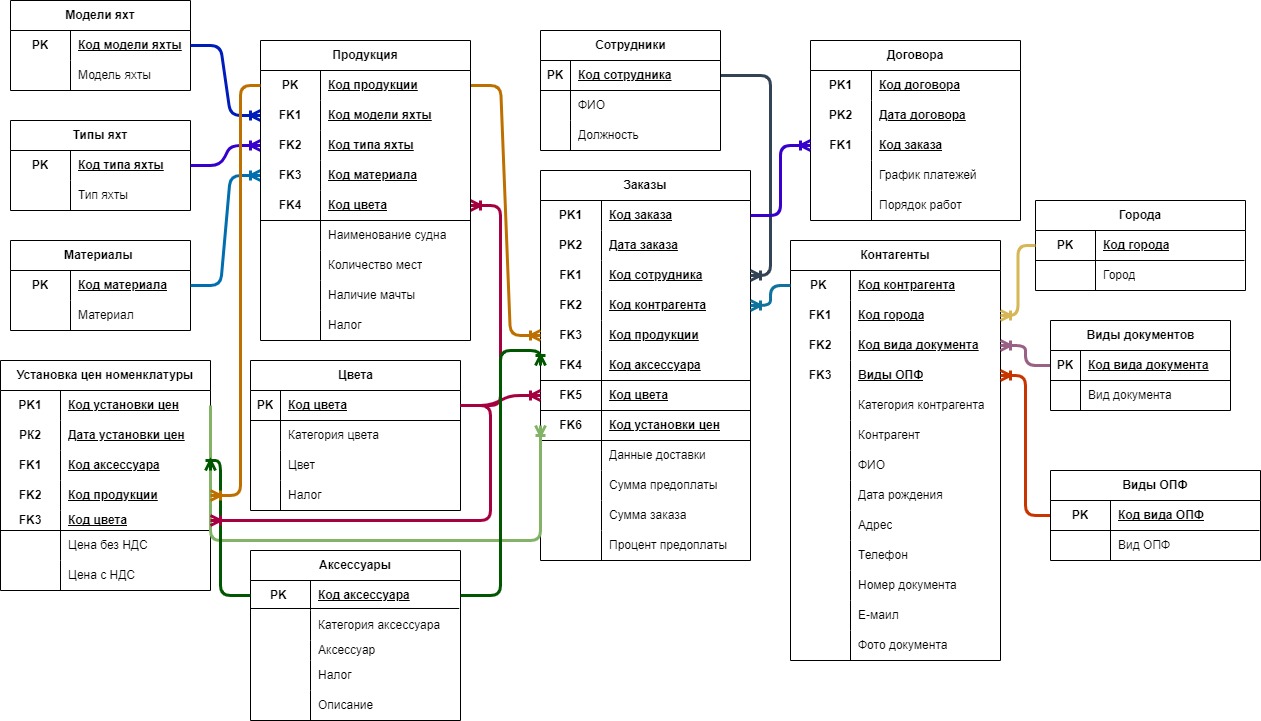 Модели яхт
PK Код модели яхты
Модель яхты
Типы яхт
PK Код типа яхты
Тип яхты
Материалы
PK Код материала
Материал
Установка цен номенклатуры
PK1 Код установки цен
РК2 Дата установки цен
FK1 Код аксессуара
FK2 Код продукции
FK3 Код цвета
Цена без НДС
Цена с НДС
Продукция
PK Код продукции
FK1 Код модели яхты
FK2 Код типа яхты
FK3 Код материала
FK4 Код цвета
Наименование судна
Количество мест
Наличие мачты
Налог
Цвета
PK Код цвета
Категория цвета
Цвет
Налог
Аксессуары
PK Код аксессуара
Категория аксессуара
Аксессуар
Налог
Описание
Сотрудники
PK Код сотрудника
ФИО
Должность
Заказы
PK1 Код заказа
PK2 Дата заказа
FK1 Код сотрудника
FK2 Код контрагента
FK3 Код продукции
FK4 Код аксессуара
FK5 Код цвета
FK6 Код установки цен
Данные доставки
Сумма предоплаты
Сумма заказа
Процент предоплаты
Договора
PK1 Код договора
PK2 Дата договора
FK1 Код заказа
График платежей
Порядок работ
Контагенты
PK Код контрагента
FK1 Код города
FK2 Код вида документа
FK3 Виды ОПФ
Категория контрагента
Контрагент
ФИО
Дата рождения
Адрес
Телефон
Номер документа
Е-маил
Фото документа
Города
PK Код города
Город
Виды документов
PK Код вида документа
Вид документа
Виды ОПФ
PK Код вида ОПФ
Вид ОПФ